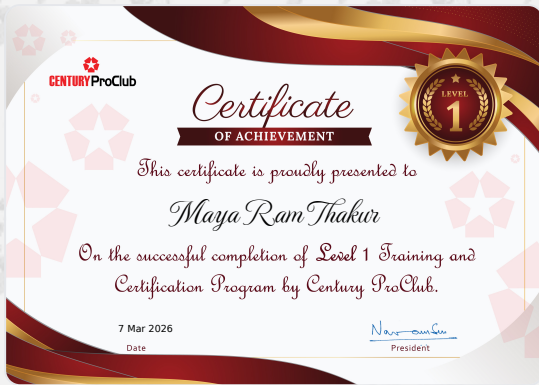 CENTURY ProClub
Certificate
OF ACHIEVEMENT
LEVEL
1
This certificate is proudly presented to
Maya Ram Thakur
On the successful completion of Level 1 Training and
Certification Program by Century ProClub.
7 Mar 2026
Date
President